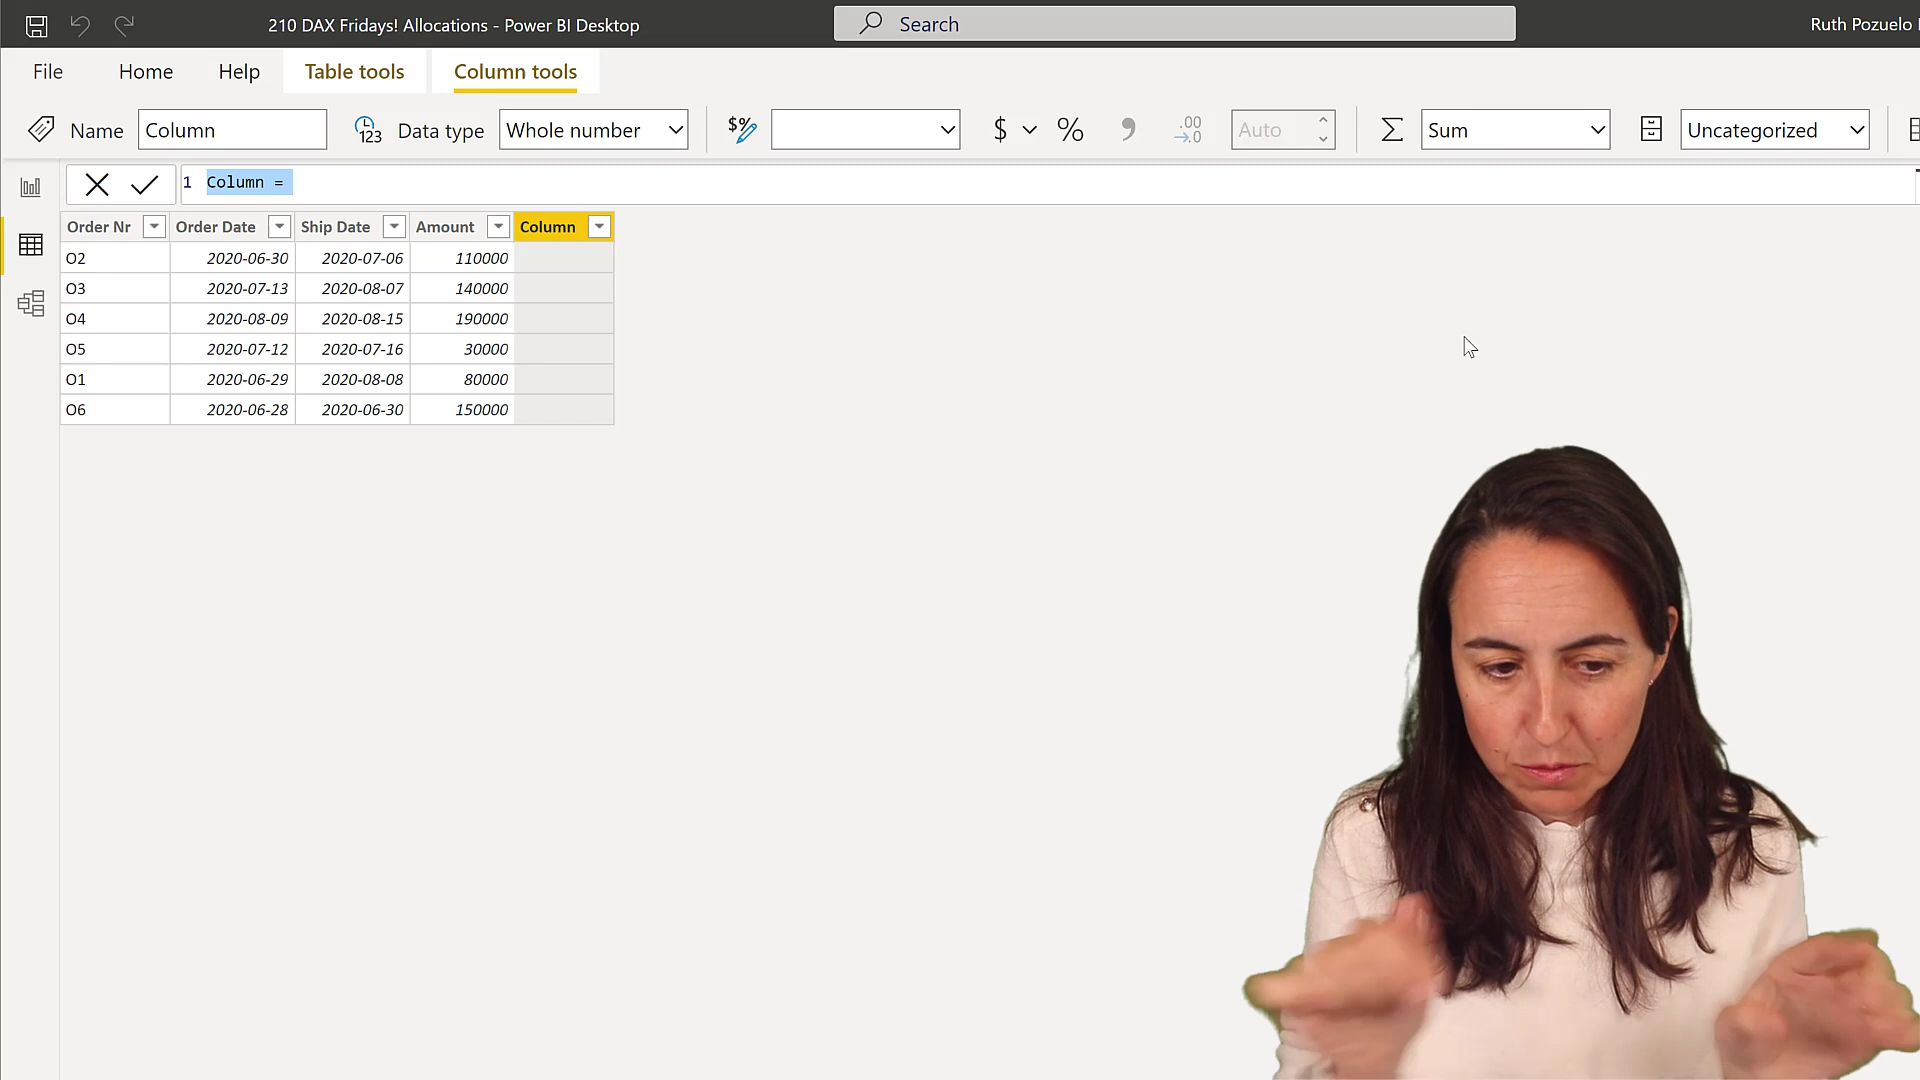 210 DAX Fridays! Allocations - Power BI Desktop
Search
Ruth Pozuelo
File Home Help Table tools Column tools
Name Column 123 Data type Whole number $% $ % .00 →.0 Auto Sum Uncategorized
1 Column =
Order Nr Order Date Ship Date Amount Column
O2 2020-06-30 2020-07-06 110000
O3 2020-07-13 2020-08-07 140000
O4 2020-08-09 2020-08-15 190000
O5 2020-07-12 2020-07-16 30000
O1 2020-06-29 2020-08-08 80000
O6 2020-06-28 2020-06-30 150000